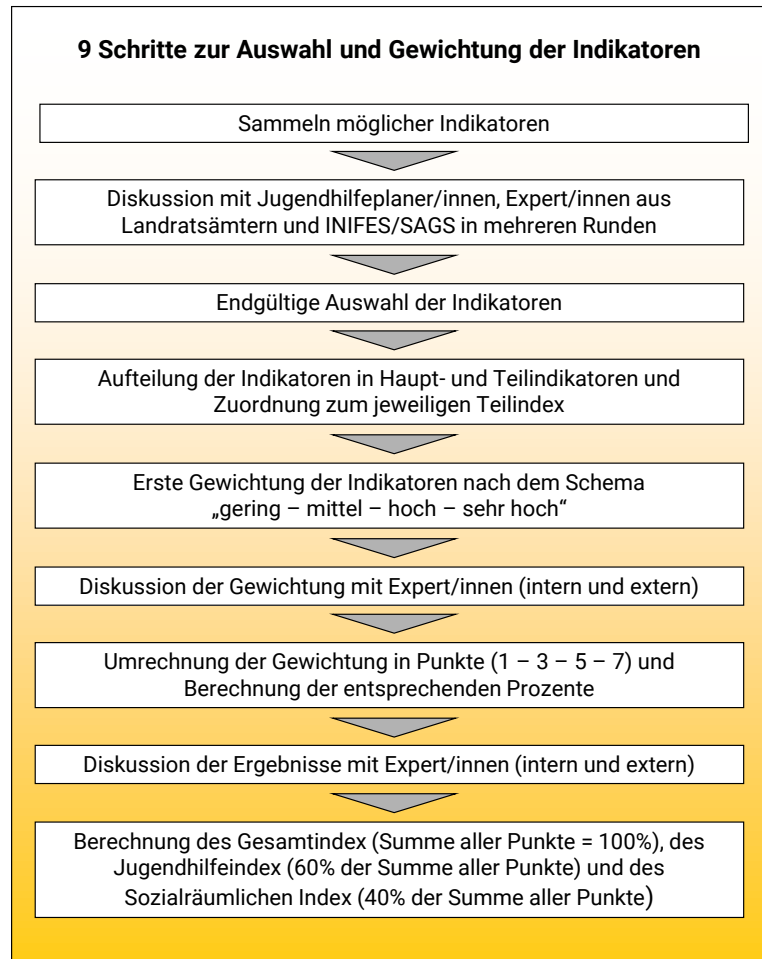 9 Schritte zur Auswahl und Gewichtung der Indikatoren
Sammeln möglicher Indikatoren
Diskussion mit Jugendhilfeplaner/innen, Expert/innen aus
Landratsämtern und INIFES/SAGS in mehreren Runden
Endgültige Auswahl der Indikatoren
Aufteilung der Indikatoren in Haupt- und Teilindikatoren und
Zuordnung zum jeweiligen Teilindex
Erste Gewichtung der Indikatoren nach dem Schema
„gering – mittel – hoch – sehr hoch“
Diskussion der Gewichtung mit Expert/innen (intern und extern)
Umrechnung der Gewichtung in Punkte (1 – 3 – 5 – 7) und
Berechnung der entsprechenden Prozente
Diskussion der Ergebnisse mit Expert/innen (intern und extern)
Berechnung des Gesamtindex (Summe aller Punkte = 100%), des
Jugendhilfeindex (60% der Summe aller Punkte) und des
Sozialräumlichen Index (40% der Summe aller Punkte)